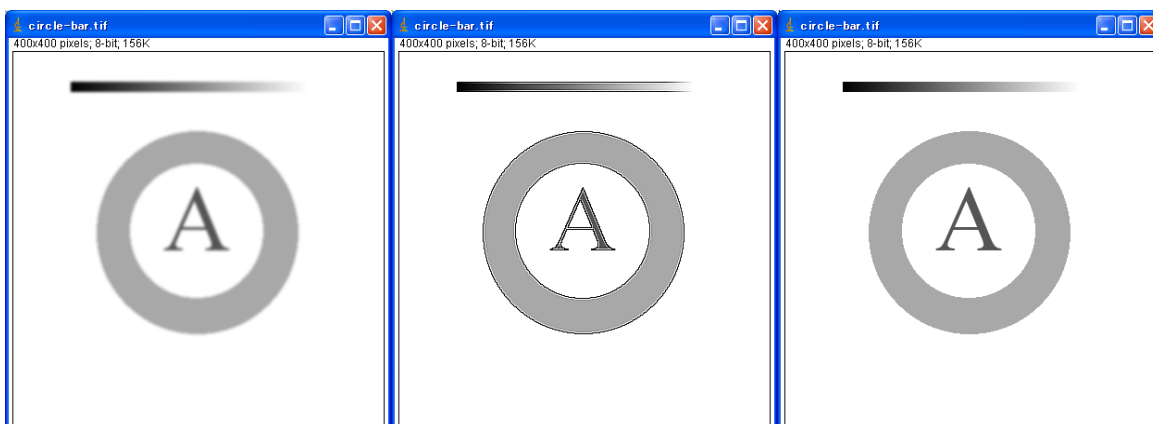 circle-bar.tif
400x400 pixels; 8-bit; 156K
A
circle-bar.tif
400x400 pixels; 8-bit; 156K
A
circle-bar.tif
400x400 pixels; 8-bit; 156K
A